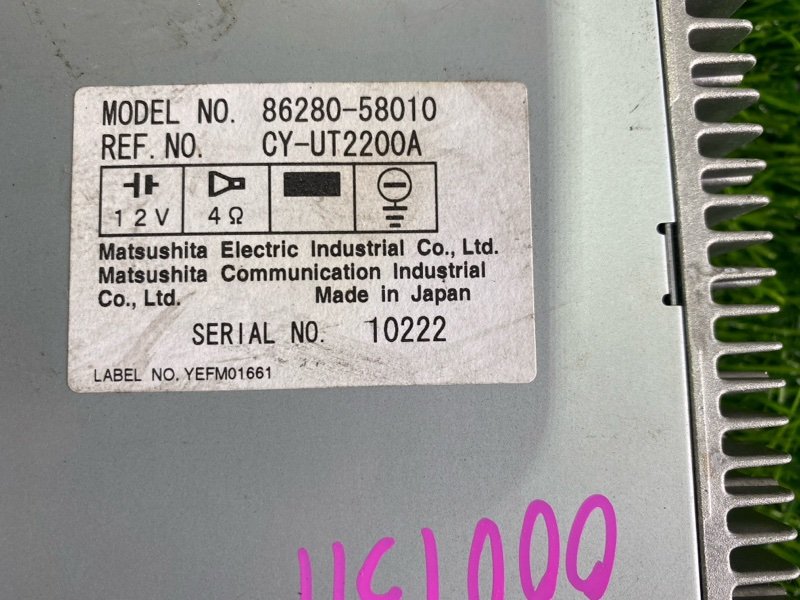 MODEL NO. 86280-58010
REF. NO. CY-UT2200A
12V 4Ω
Matsushita Electric Industrial Co., Ltd.
Matsushita Communication Industrial
Co., Ltd. Made in Japan
SERIAL NO. 10222
LABEL NO. YEFM01661